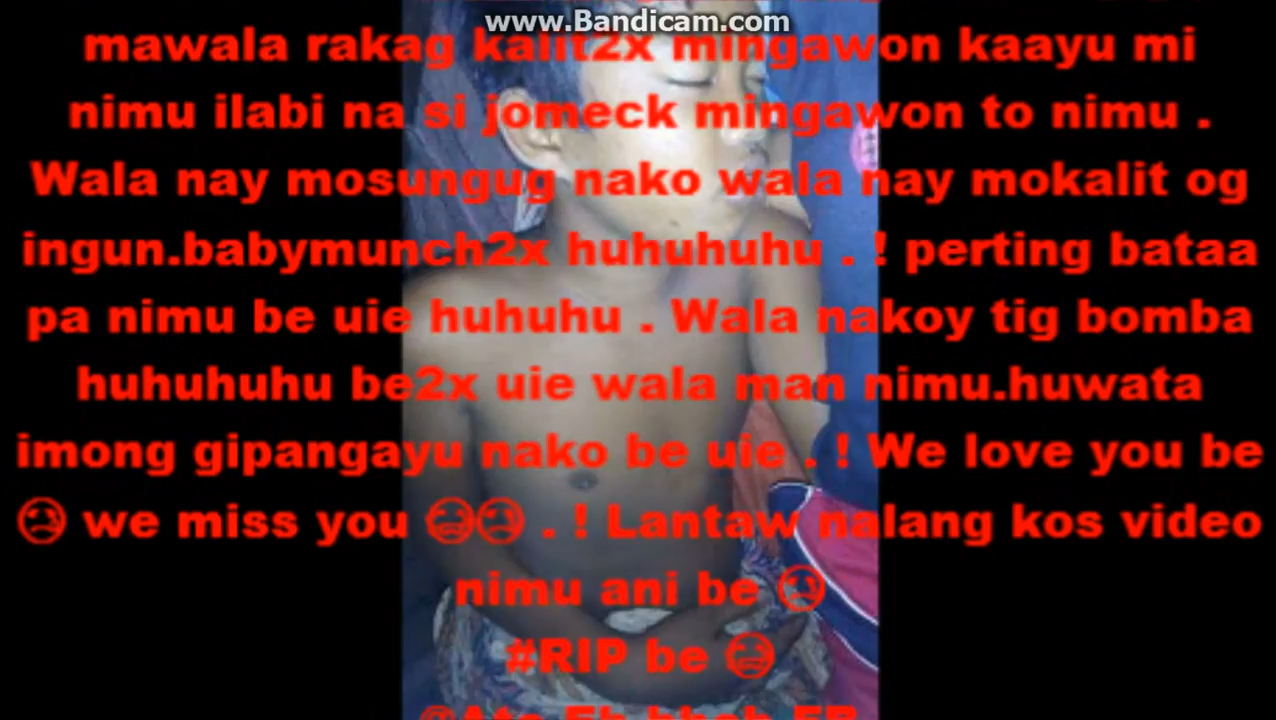 www.Bandicam.com
mawala rakag kalit2x mingawon kaayu mi
nimu ilabi na si jomeck mingawon to nimu .
Wala nay mosungug nako wala nay mokalit og
ingun.babymunch2x huhuhuhu . ! perting bataa
pa nimu be uie huhuhu . Wala nakoy tig bomba
huhuhuhu be2x uie wala man nimu.huwata
imong gipangayu nako be uie . ! We love you be
😢 we miss you 😭😢 . ! Lantaw nalang kos video
nimu ani be 😢
#RIP be 😭